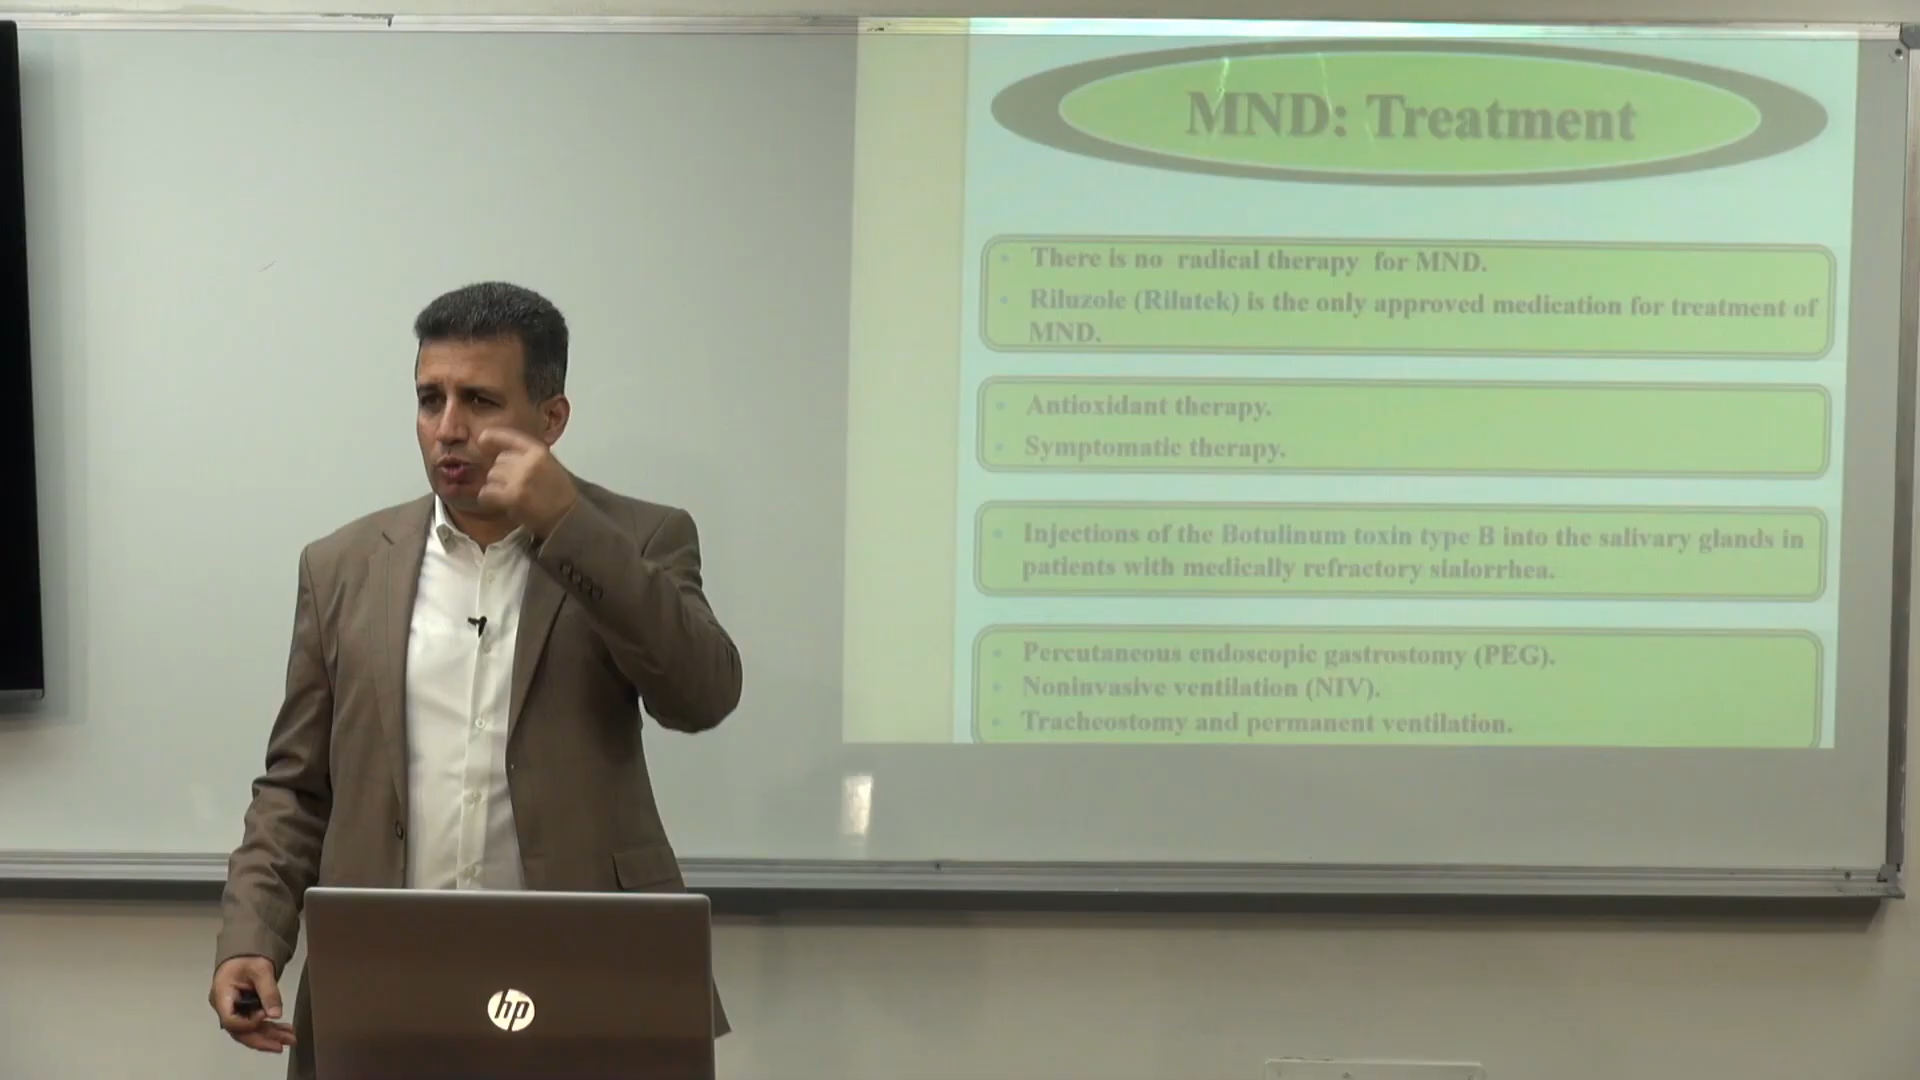 MND: Treatment
• There is no radical therapy for MND.
• Riluzole (Rilutek) is the only approved medication for treatment of
MND.
• Antioxidant therapy.
• Symptomatic therapy.
• Injections of the Botulinum toxin type B into the salivary glands in
patients with medically refractory sialorrhea.
• Percutaneous endoscopic gastrostomy (PEG).
• Noninvasive ventilation (NIV).
• Tracheostomy and permanent ventilation.
hp